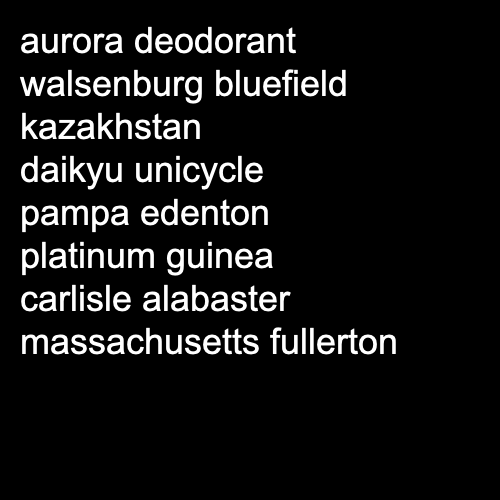 aurora deodorant
walsenburg bluefield
kazakhstan
daikyu unicycle
pampa edenton
platinum guinea
carlisle alabaster
massachusetts fullerton